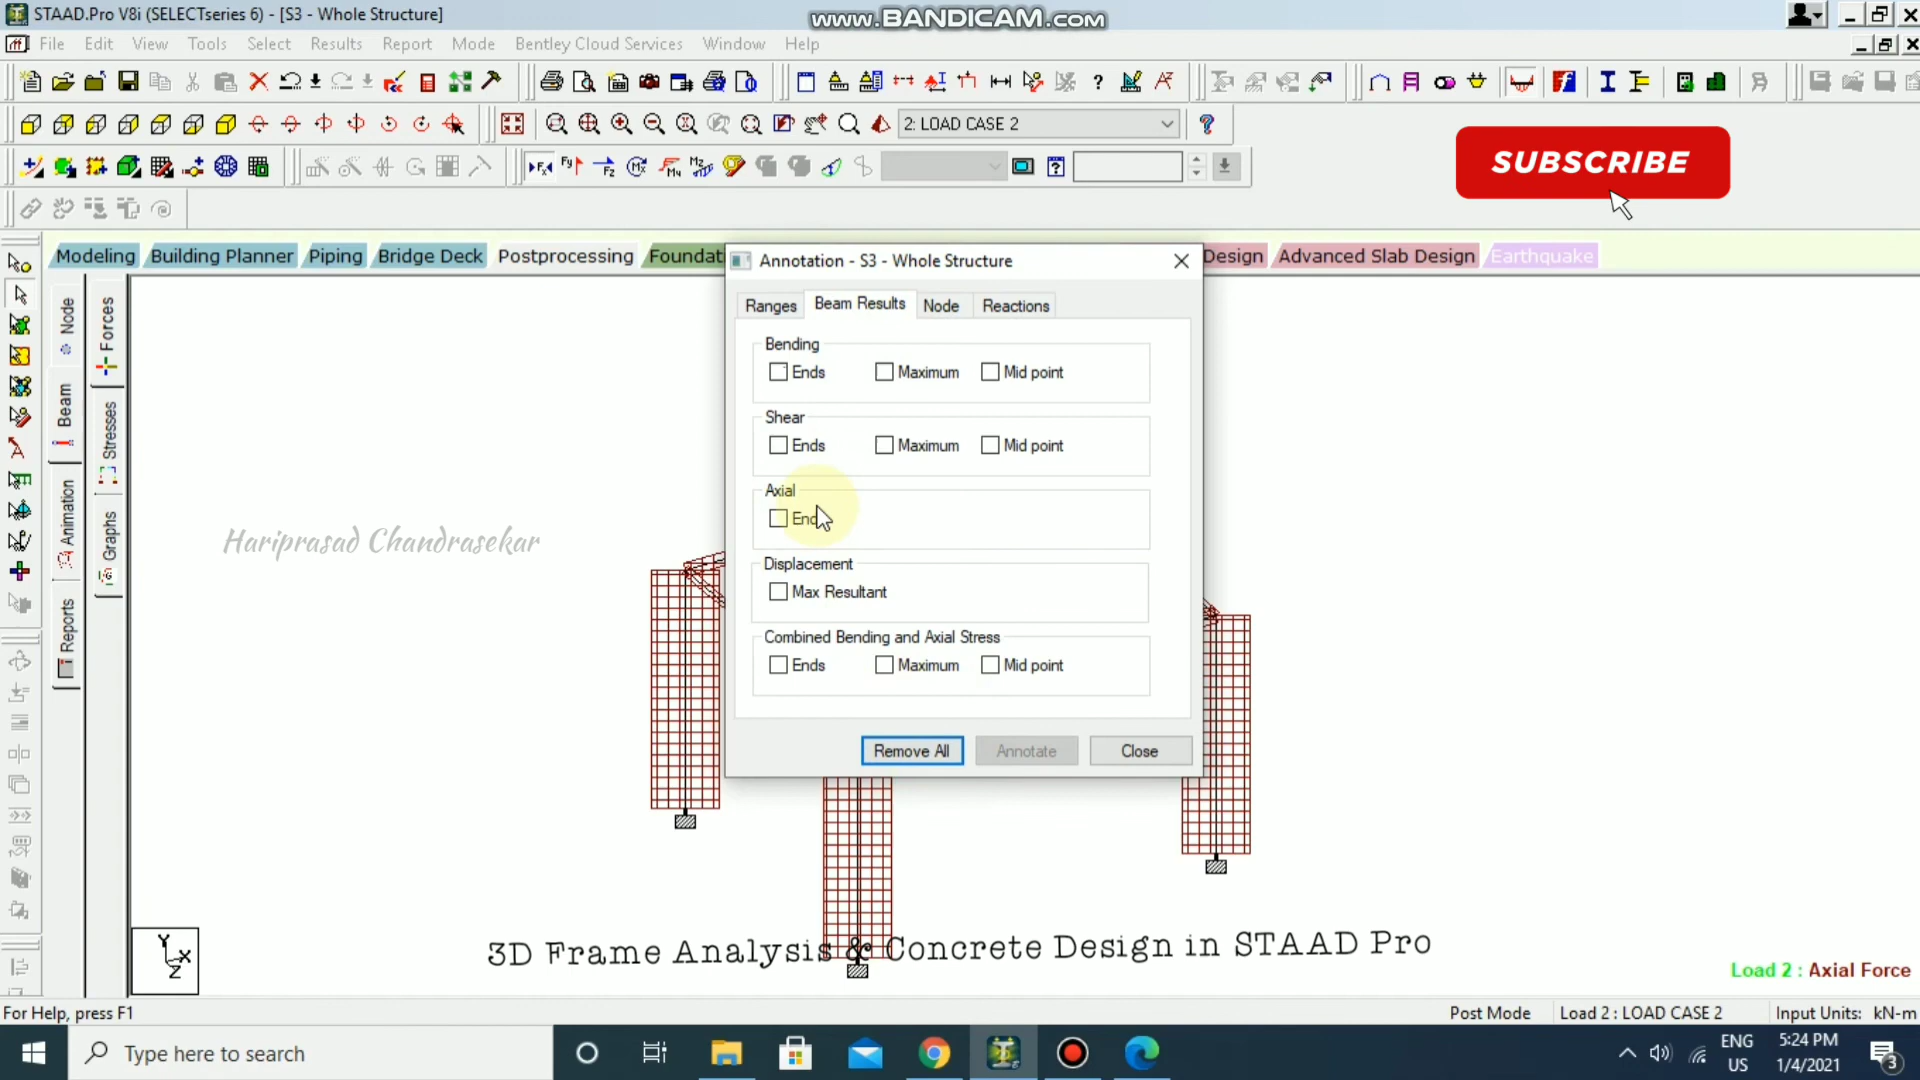 STAAD.Pro V8i (SELECTseries 6) - [S3 - Whole Structure]
www.BANDICAM.com
File Edit View Tools Select Results Report Mode Bentley Cloud Services Window Help
2: LOAD CASE 2
SUBSCRIBE
Modeling Building Planner Piping Bridge Deck Postprocessing Foundat Design Advanced Slab Design Earthquake
Node
Beam
Animation
Reports
Forces
Stresses
Graphs
Annotation - S3 - Whole Structure
Ranges Beam Results Node Reactions
Bending
Ends Maximum Mid point
Shear
Ends Maximum Mid point
Axial
Displacement
Max Resultant
Combined Bending and Axial Stress
Ends Maximum Mid point
Remove All Annotate Close
Hariprasad Chandrasekar
3D Frame Analysis & Concrete Design in STAAD Pro
Y
X
Z
Load 2 : Axial Force
For Help, press F1
Post Mode Load 2 : LOAD CASE 2 Input Units: kN-m
Type here to search
ENG
US
5:24 PM
1/4/2021
3